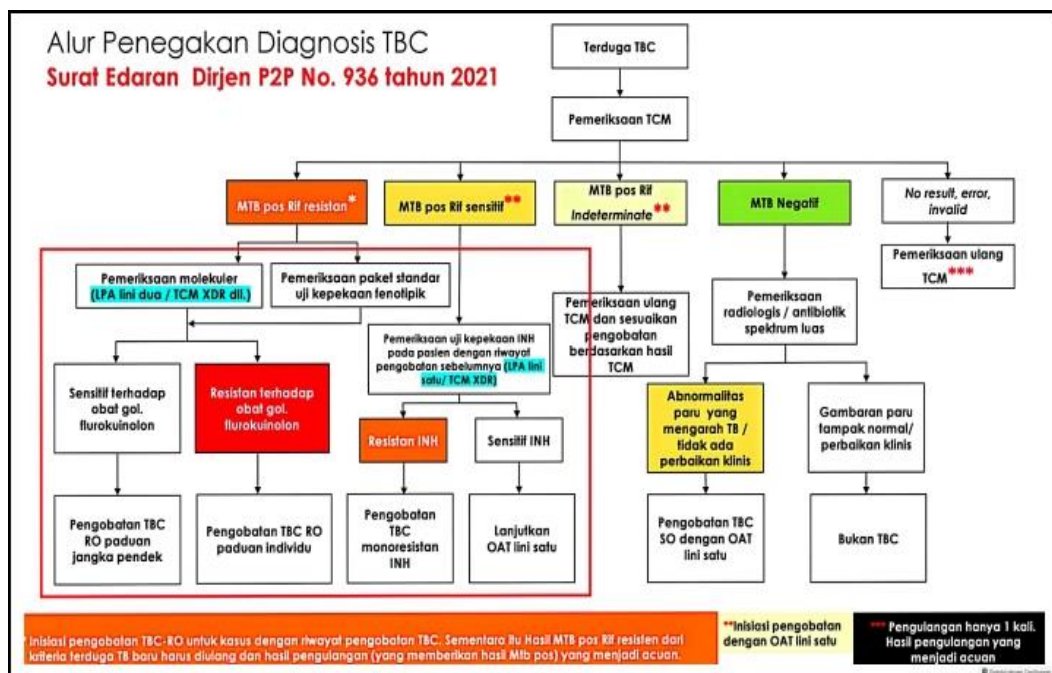 Alur Penegakan Diagnosis TBC
Surat Edaran Dirjen P2P No. 936 tahun 2021
Terduga TBC
Pemeriksaan TCM
MTB pos Rif resistan*
MTB pos Rif sensitif**
MTB pos Rif
Indeterminate**
MTB Negatif
No result, error,
invalid
Pemeriksaan ulang
TCM***
Pemeriksaan molekuler
(LPA lini dua / TCM XDR dll.)
Pemeriksaan paket standar
uji kepekaan fenotipik
Pemeriksaan uji kepekaan INH
pada pasien dengan riwayat
pengobatan sebelumnya (LPA lini
satu/ TCM XDR)
Pemeriksaan ulang
TCM dan sesuaikan
pengobatan
berdasarkan hasil
TCM
Pemeriksaan
radiologis / antibiotik
spektrum luas
Sensitif terhadap
obat gol.
flurokuinolon
Resistan terhadap
obat gol.
flurokuinolon
Resistan INH
Sensitif INH
Abnormalitas
paru yang
mengarah TB /
tidak ada
perbaikan klinis
Gambaran paru
tampak normal/
perbaikan klinis
Pengobatan TBC
RO paduan
jangka pendek
Pengobatan TBC RO
paduan individu
Pengobatan
TBC
monoresistan
INH
Lanjutkan
OAT lini satu
Pengobatan TBC
SO dengan OAT
lini satu
Bukan TBC
* Inisiasi pengobatan TBC-RO untuk kasus dengan riwayat pengobatan TBC. Sementara itu Hasil MTB pos Rif resisten dari
kriteria terduga TB baru harus diulang dan hasil pengulangan (yang memberikan hasil Mtb pos) yang menjadi acuan.
**Inisiasi pengobatan
dengan OAT lini satu
*** Pengulangan hanya 1 kali.
Hasil pengulangan yang
menjadi acuan